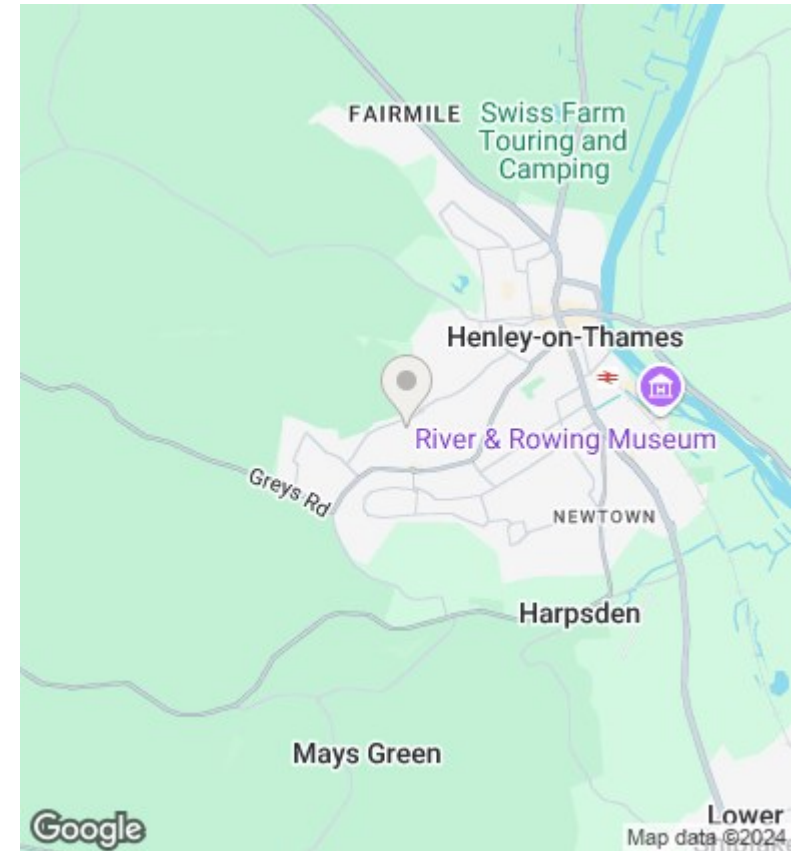 FAIRMILE
Swiss Farm
Touring and
Camping
Henley-on-Thames
River & Rowing Museum
Greys Rd
NEWTOWN
Harpsden
Mays Green
Lower
Google
Map data ©2024